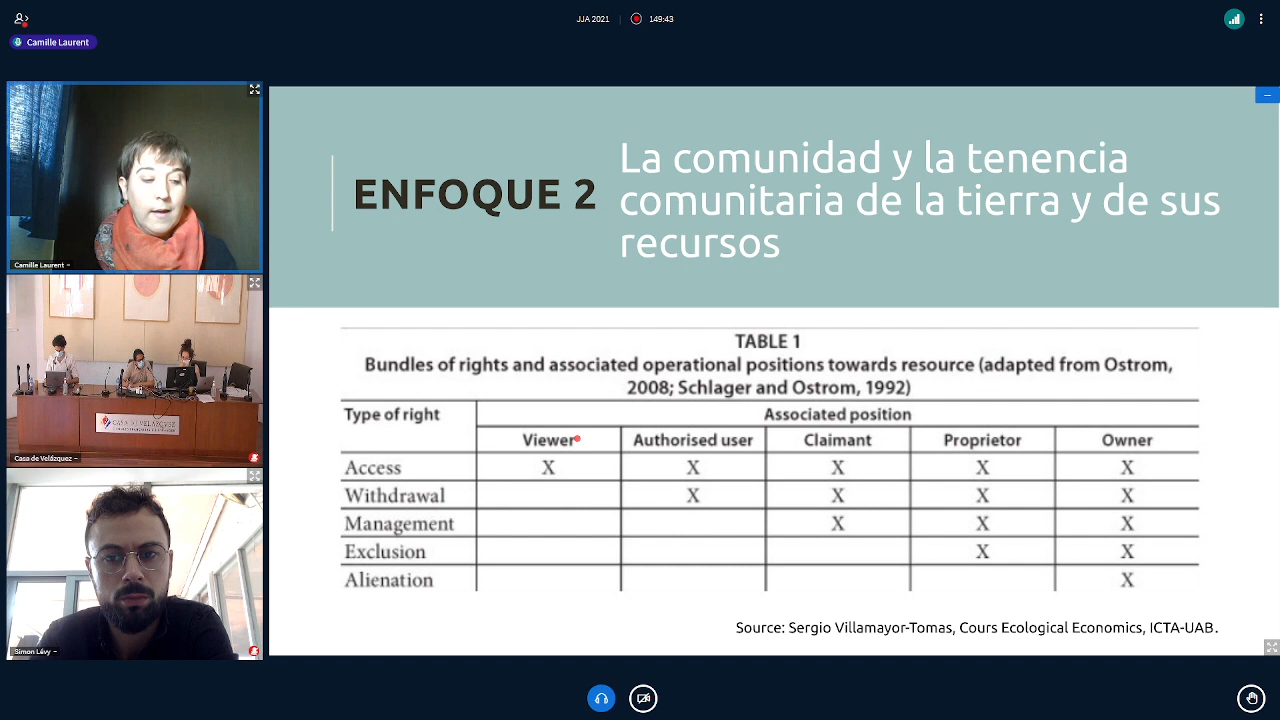 JJA 2021
149:43
Camille Laurent
Camille Laurent
Casa de Velázquez
Simon Lévy
CASA DE VELÁZQUEZ
ENFOQUE 2
La comunidad y la tenencia
comunitaria de la tierra y de sus
recursos
TABLE 1
Bundles of rights and associated operational positions towards resource (adapted from Ostrom,
2008; Schlager and Ostrom, 1992)
Type of right Associated position
Viewer Authorised user Claimant Proprietor Owner
Access X X X X X
Withdrawal X X X X
Management X X X
Exclusion X X
Alienation X
Source: Sergio Villamayor-Tomas, Cours Ecological Economics, ICTA-UAB.